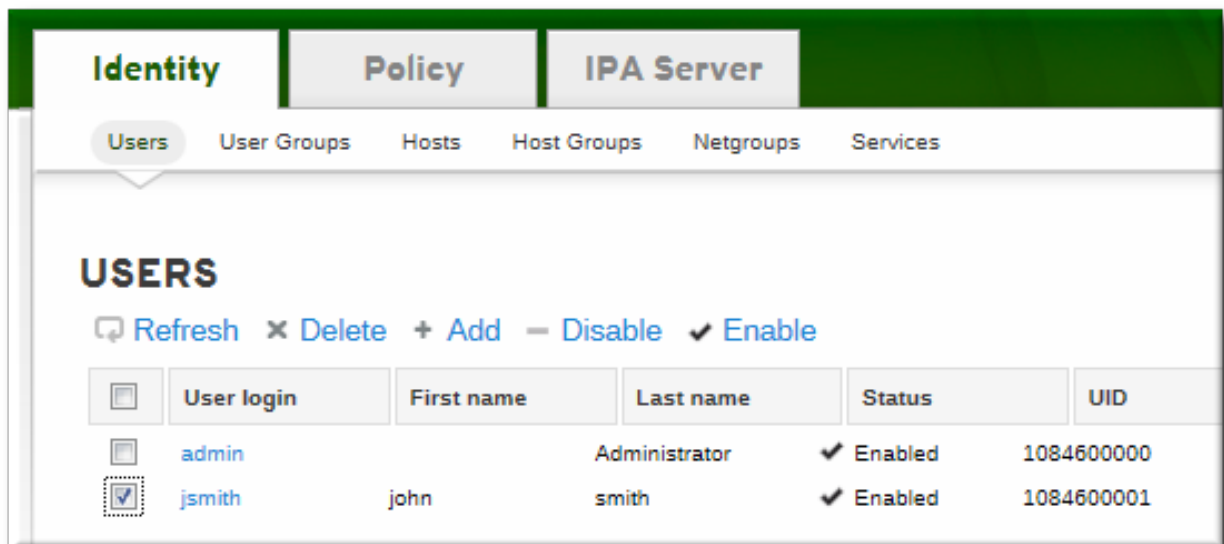 Identity Policy IPA Server
Users User Groups Hosts Host Groups Netgroups Services
USERS
Refresh Delete Add Disable Enable
User login First name Last name Status UID
admin Administrator Enabled 1084600000
jsmith john smith Enabled 1084600001